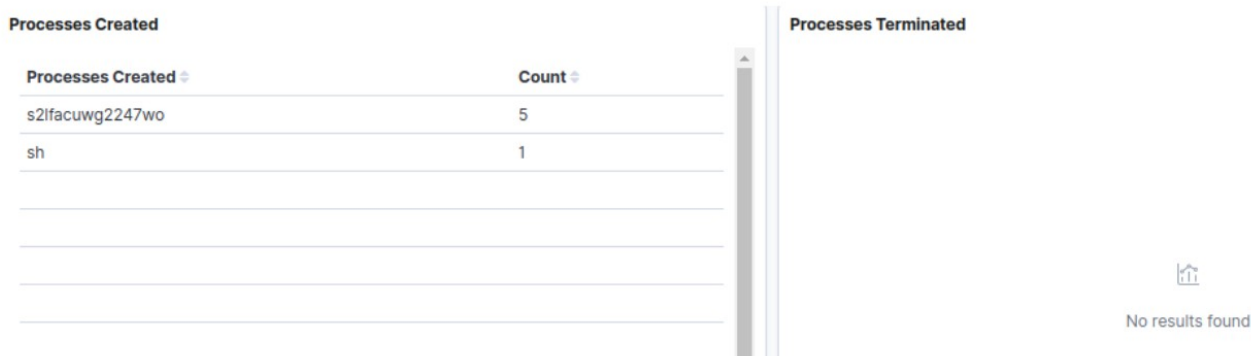 Processes Created
Processes Created Count
s2lfacuwg2247wo 5
sh 1
Processes Terminated
No results found